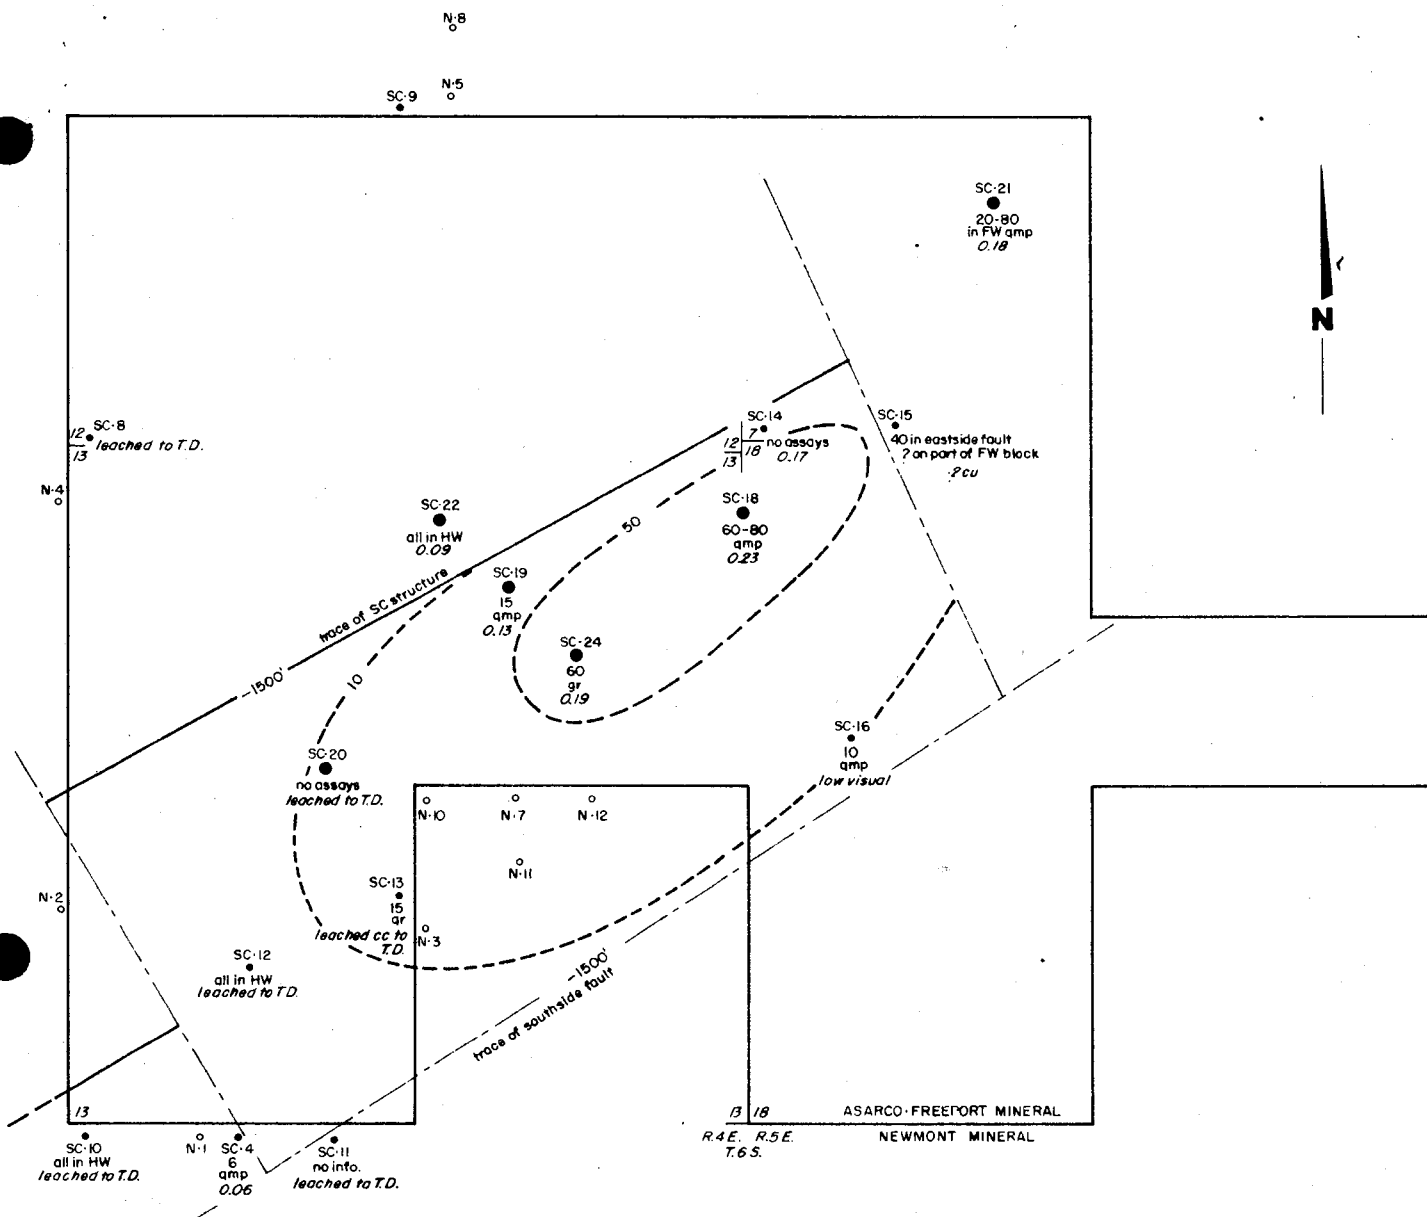 N·8
N·5
SC·9
SC·21
20-80
in FW qmp
0.18
N
SC·8
12
13
leached to T.D.
N·4
SC·14
12 7
13 18
no assays
0.17
SC·15
40 in eastside fault
? on part of FW block
·2 cu
SC·22
all in HW
0.09
50
SC·18
60-80
qmp
0.23
trace of SC structure
SC·19
15
qmp
0.13
SC·24
60
gr
0.19
-1500'
10
SC·20
no assays
leached to T.D.
SC·16
10
qmp
low visual
N·10
N·7
N·12
N·11
N·2
SC·13
15
gr
leached cc to
T.D.
N·3
SC·12
all in HW
leached to T.D.
-1500'
trace of southside fault
13
13 18
ASARCO·FREEPORT MINERAL
R.4E. R.5E.
NEWMONT MINERAL
T.6S.
SC·10
all in HW
leached to T.D.
N·1
SC·4
6
qmp
0.06
SC·11
no info.
leached to T.D.